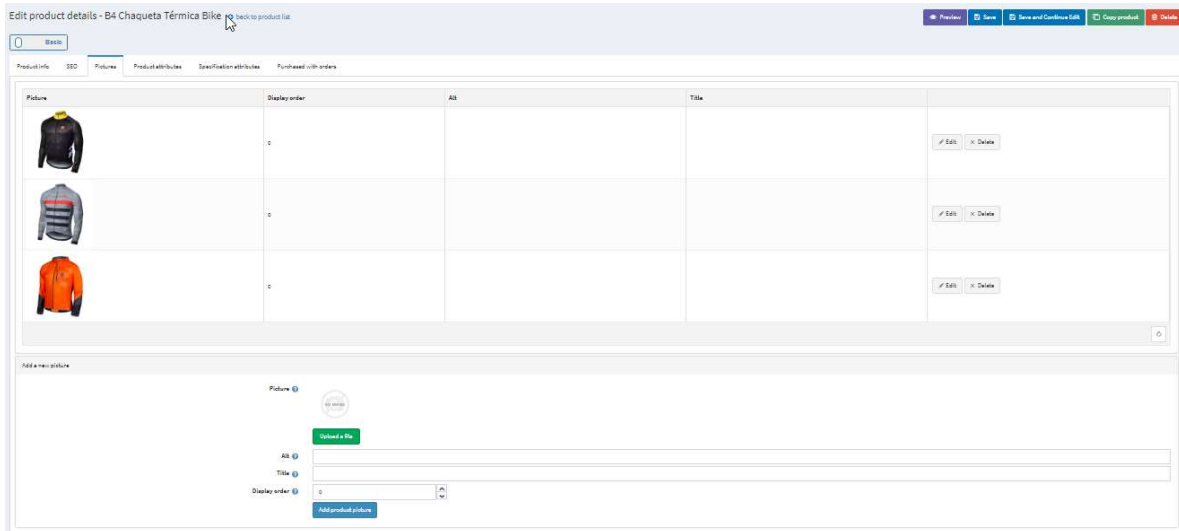 Edit product details - B4 Chaqueta Térmica Bike back to product list
Preview Save Save and Continue Edit Copy product Delete
Basic
Product info SEO Pictures Product attributes Specification attributes Purchased with orders
Picture Display order Alt Title
0 Edit Delete
0 Edit Delete
0 Edit Delete
Add a new picture
Picture
NO IMAGE
Upload a file
Alt
Title
Display order 0
Add product picture